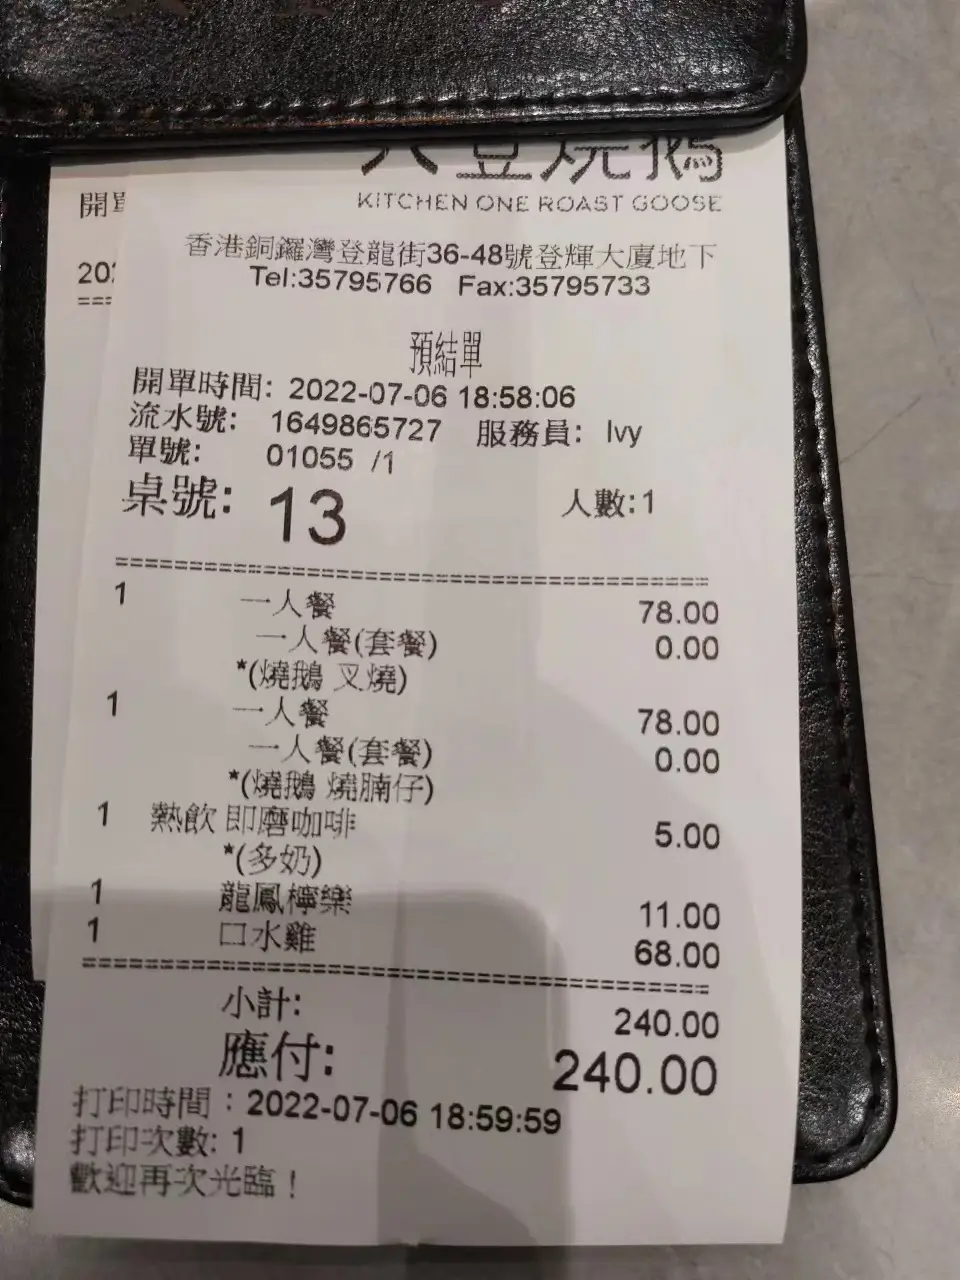 燒鵝
KITCHEN ONE ROAST GOOSE
開單
202
===
香港銅鑼灣登龍街36-48號登輝大廈地下
Tel:35795766 Fax:35795733
預結單
開單時間: 2022-07-06 18:58:06
流水號: 1649865727 服務員: Ivy
單號: 01055 /1
桌號: 13 人數:1
1 一人餐 78.00
一人餐(套餐) 0.00
*(燒鵝 叉燒)
1 一人餐 78.00
一人餐(套餐) 0.00
*(燒鵝 燒腩仔)
1 熱飲 即磨咖啡 5.00
*(多奶)
1 龍鳳檸樂 11.00
1 口水雞 68.00
小計: 240.00
應付: 240.00
打印時間：2022-07-06 18:59:59
打印次數: 1
歡迎再次光臨！